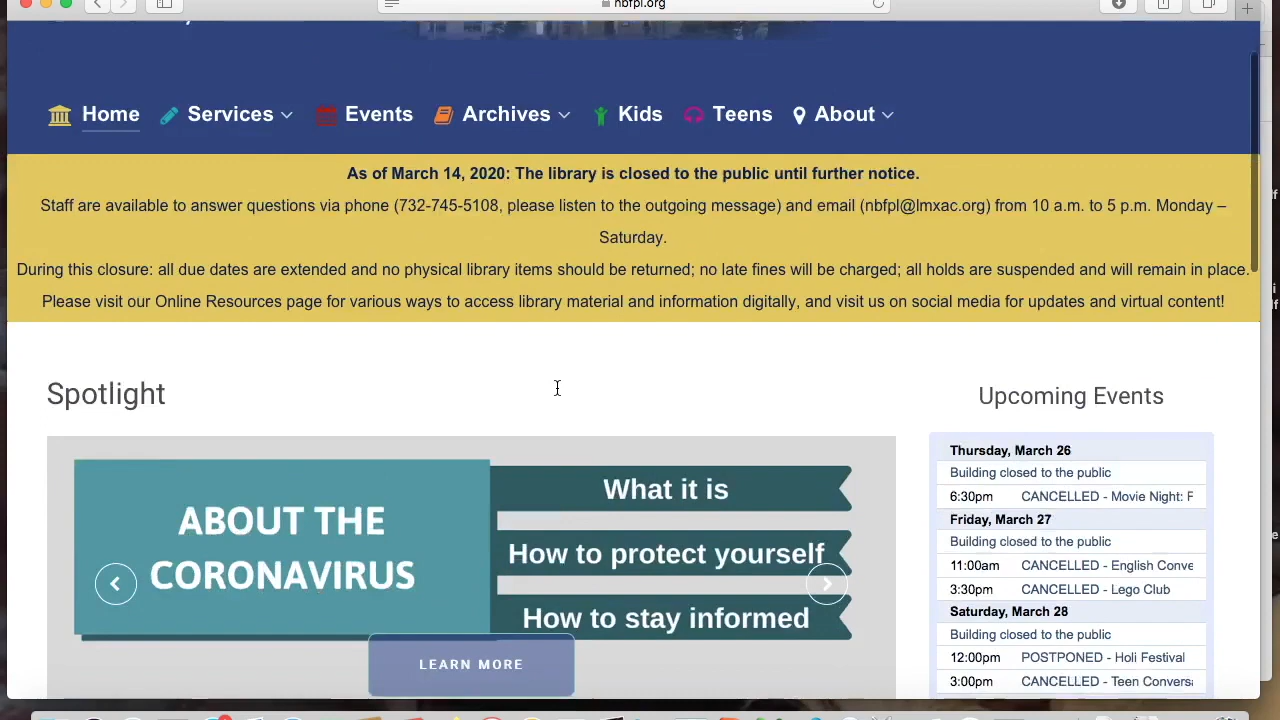 nbfpl.org
Home Services Events Archives Kids Teens About
As of March 14, 2020: The library is closed to the public until further notice.
Staff are available to answer questions via phone (732-745-5108, please listen to the outgoing message) and email (nbfpl@lmxac.org) from 10 a.m. to 5 p.m. Monday –
Saturday.
During this closure: all due dates are extended and no physical library items should be returned; no late fines will be charged; all holds are suspended and will remain in place.
Please visit our Online Resources page for various ways to access library material and information digitally, and visit us on social media for updates and virtual content!
Spotlight
ABOUT THE
CORONAVIRUS
What it is
How to protect yourself
How to stay informed
LEARN MORE
Upcoming Events
Thursday, March 26
Building closed to the public
6:30pm CANCELLED - Movie Night: F
Friday, March 27
Building closed to the public
11:00am CANCELLED - English Conve
3:30pm CANCELLED - Lego Club
Saturday, March 28
Building closed to the public
12:00pm POSTPONED - Holi Festival
3:00pm CANCELLED - Teen Convers